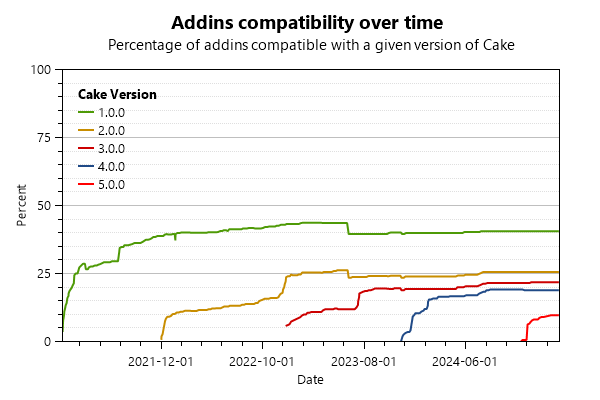 Addins compatibility over time
Percentage of addins compatible with a given version of Cake
100
75
50
25
0
Percent
Cake Version
1.0.0
2.0.0
3.0.0
4.0.0
5.0.0
2021-12-01
2022-10-01
2023-08-01
2024-06-01
Date